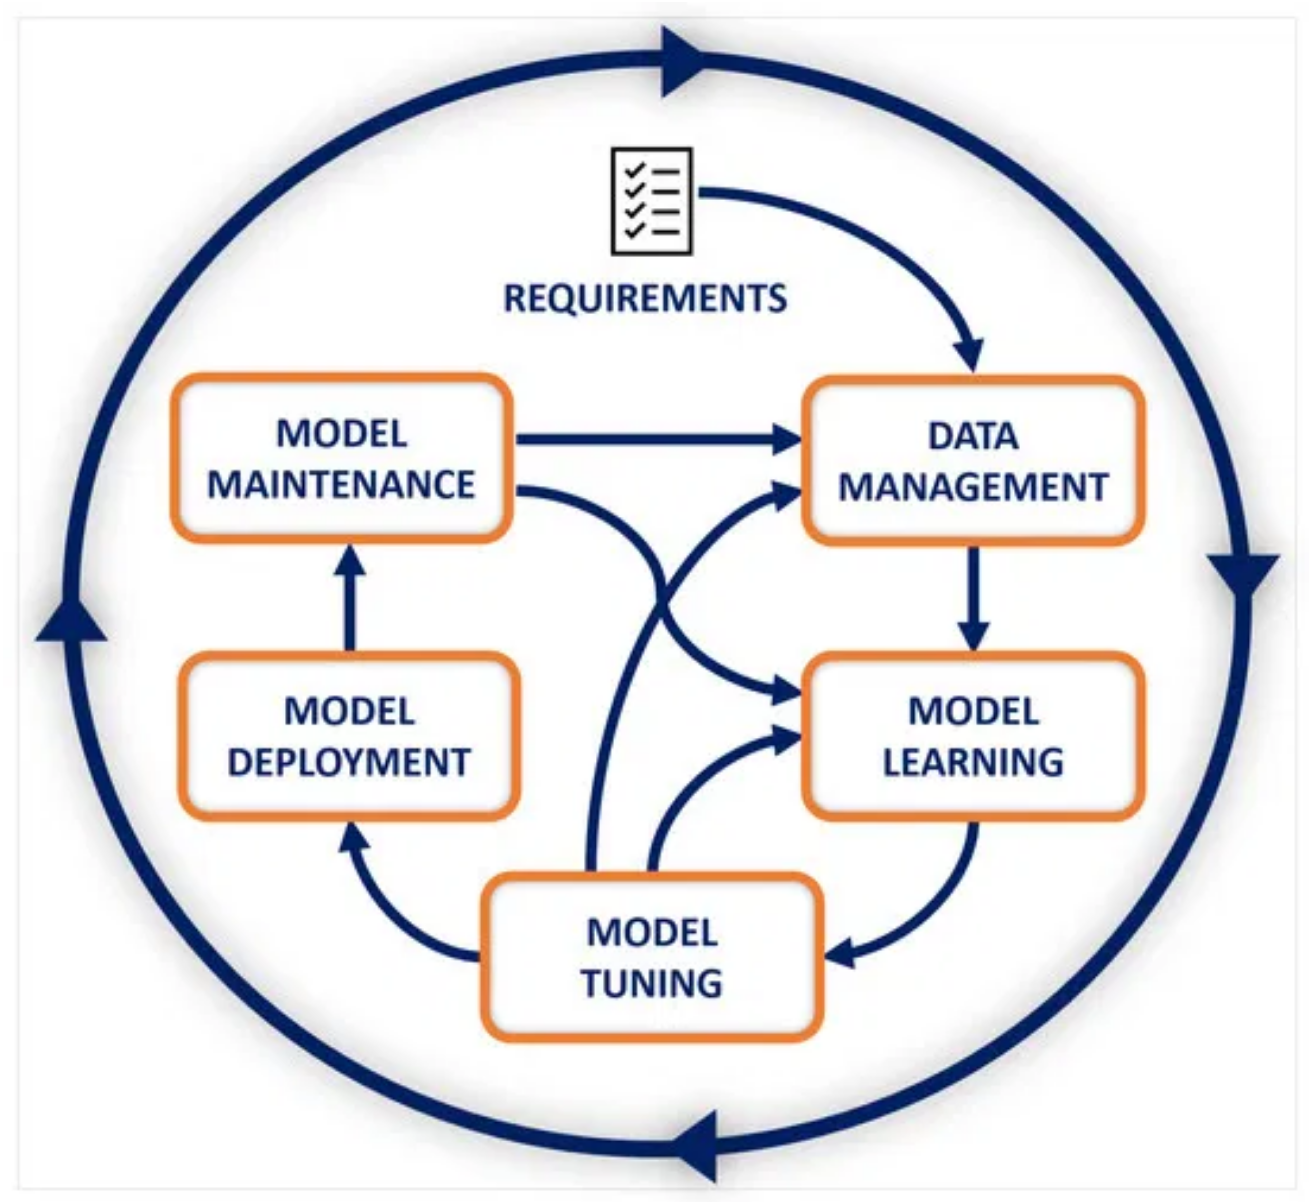 REQUIREMENTS
MODEL
MAINTENANCE
DATA
MANAGEMENT
MODEL
DEPLOYMENT
MODEL
LEARNING
MODEL
TUNING